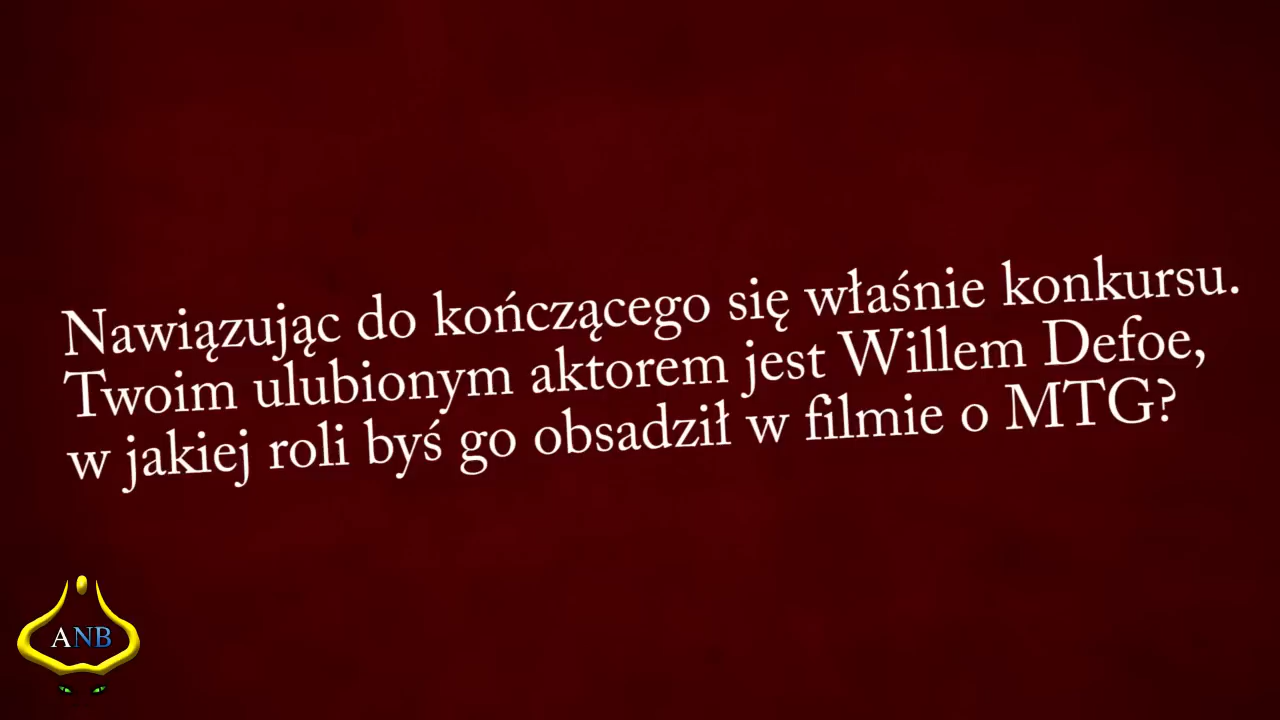 Nawiązując do kończącego się właśnie konkursu.
Twoim ulubionym aktorem jest Willem Defoe,
w jakiej roli byś go obsadził w filmie o MTG?
ANB